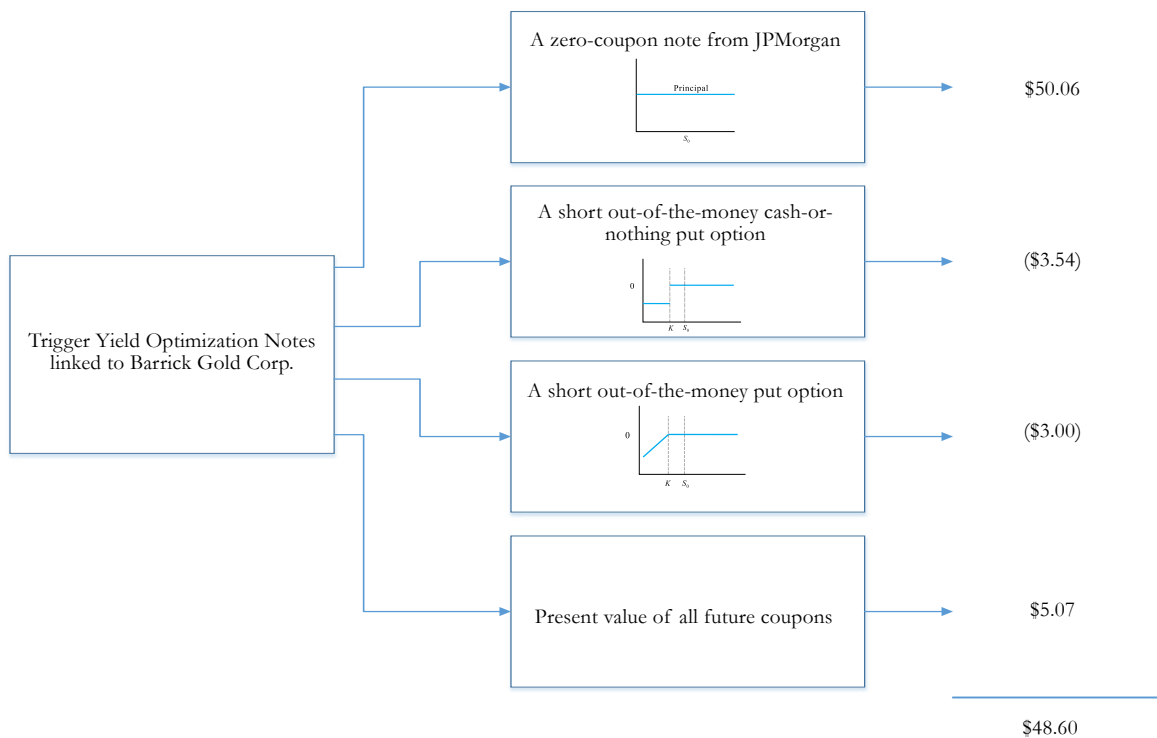 A zero-coupon note from JPMorgan
Principal
S₀
$50.06
A short out-of-the-money cash-or-
nothing put option
0
K
S₀
($3.54)
Trigger Yield Optimization Notes
linked to Barrick Gold Corp.
A short out-of-the-money put option
0
K
S₀
($3.00)
Present value of all future coupons
$5.07
$48.60